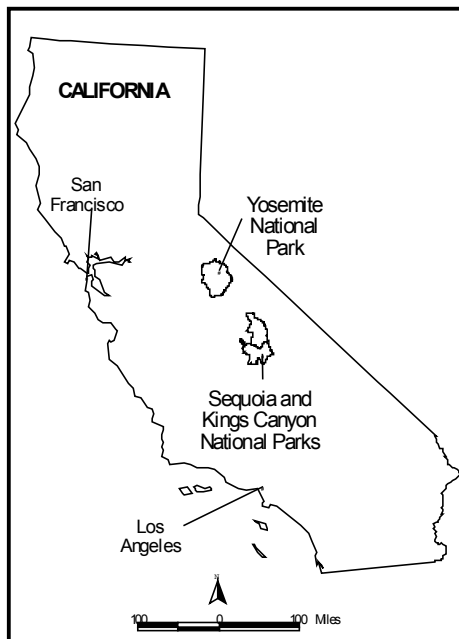 CALIFORNIA
San
Francisco
Yosemite
National
Park
Sequoia and
Kings Canyon
National Parks
Los
Angeles
N
100 0 100 Miles